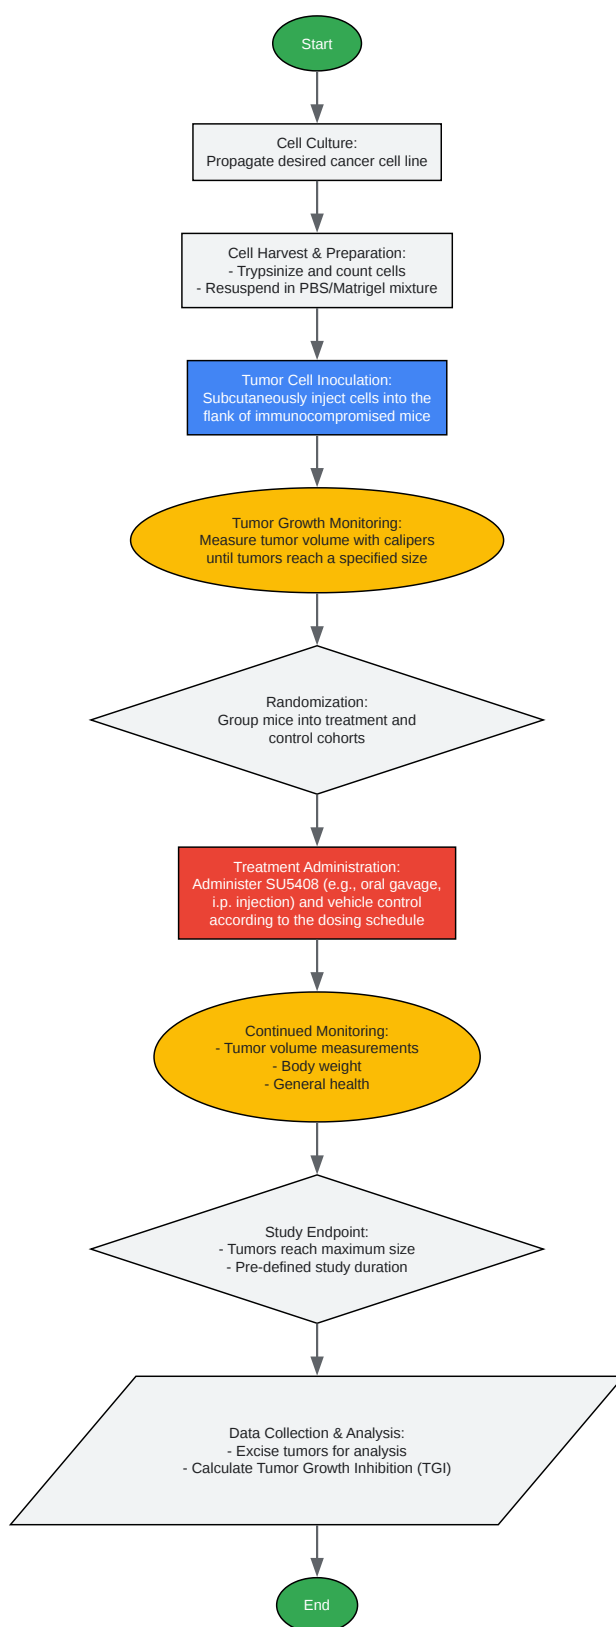 Start
Cell Culture:
Propagate desired cancer cell line
Cell Harvest & Preparation:
- Trypsinize and count cells
- Resuspend in PBS/Matrigel mixture
Tumor Cell Inoculation:
Subcutaneously inject cells into the
flank of immunocompromised mice
Tumor Growth Monitoring:
Measure tumor volume with calipers
until tumors reach a specified size
Randomization:
Group mice into treatment and
control cohorts
Treatment Administration:
Administer SU5408 (e.g., oral gavage,
i.p. injection) and vehicle control
according to the dosing schedule
Continued Monitoring:
- Tumor volume measurements
- Body weight
- General health
Study Endpoint:
- Tumors reach maximum size
- Pre-defined study duration
Data Collection & Analysis:
- Excise tumors for analysis
- Calculate Tumor Growth Inhibition (TGI)
End